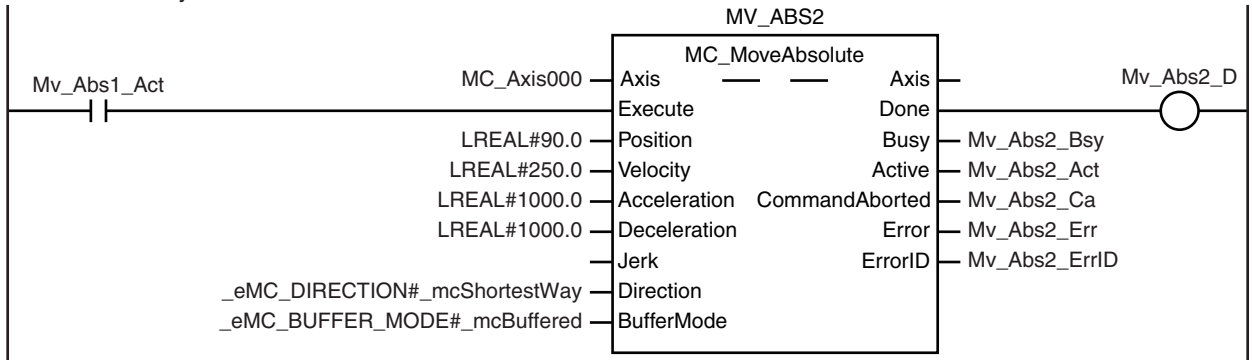 MV_ABS2
MC_MoveAbsolute
MC_Axis000 Axis Axis
Mv_Abs1_Act Mv_Abs2_D
Execute Done
LREAL#90.0 Position Busy Mv_Abs2_Bsy
LREAL#250.0 Velocity Active Mv_Abs2_Act
LREAL#1000.0 Acceleration CommandAborted Mv_Abs2_Ca
LREAL#1000.0 Deceleration Error Mv_Abs2_Err
Jerk ErrorID Mv_Abs2_ErrID
_eMC_DIRECTION#_mcShortestWay Direction
_eMC_BUFFER_MODE#_mcBuffered BufferMode